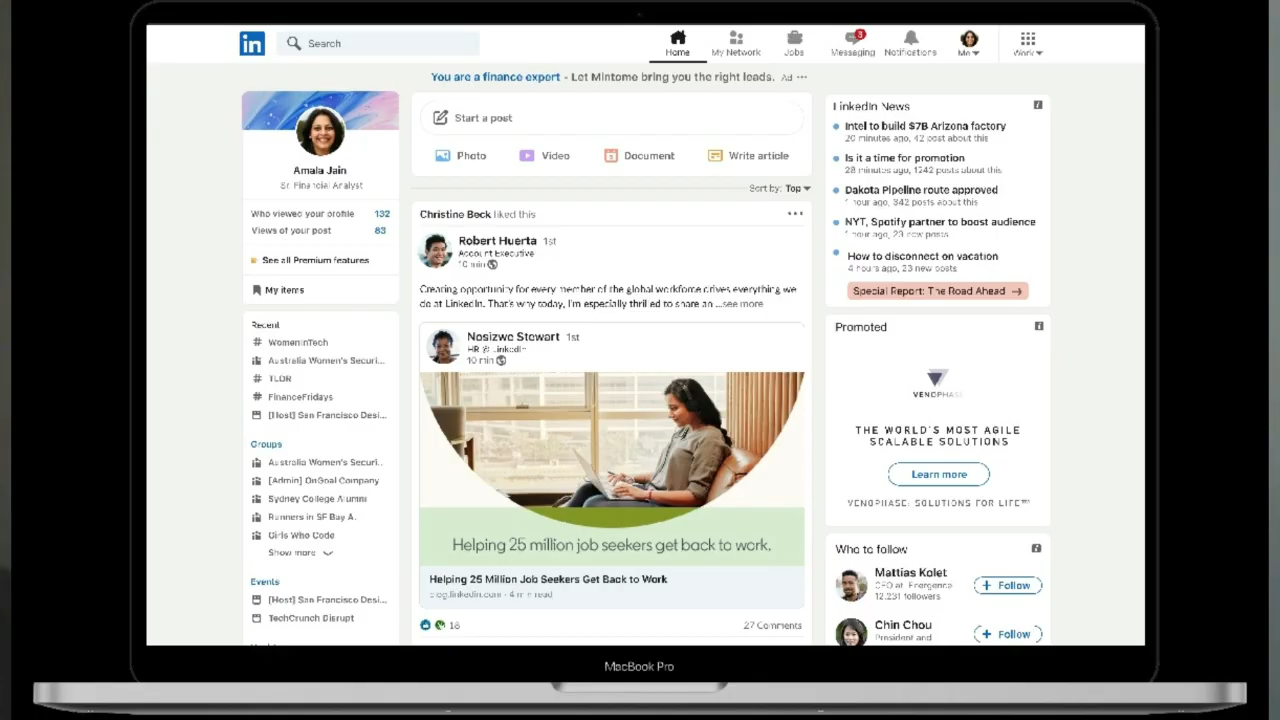 in
Search
Home
My Network
Jobs
3
Messaging
Notifications
Me
Work
You are a finance expert - Let Mintome bring you the right leads. Ad ...
Amala Jain
Sr. Financial Analyst
Who viewed your profile 132
Views of your post 83
See all Premium features
My items
Recent
# WomenInTech
Australia Women's Securi...
# TLDR
# FinanceFridays
[Host] San Francisco Desi...
Groups
Australia Women's Securi..
[Admin] OnGoal Company
Sydney College Alumni
Runners in SF Bay A.
Girls Who Code
Show more
Events
[Host] San Francisco Desi...
TechCrunch Disrupt
Start a post
Photo
Video
Document
Write article
Sort by: Top
Christine Beck liked this
Robert Huerta 1st
Account Executive
10 min
Creating opportunity for every member of the global workforce drives everything we
do at LinkedIn. That's why today, I'm especially thrilled to share an ...see more
Nosizwe Stewart 1st
HR @ LinkedIn
10 min
Helping 25 million job seekers get back to work.
Helping 25 Million Job Seekers Get Back to Work
blog.linkedin.com · 4 min read
18
27 Comments
LinkedIn News
Intel to build $7B Arizona factory
20 minutes ago, 42 post about this
Is it a time for promotion
28 minutes ago, 1242 posts about this
Dakota Pipeline route approved
1 hour ago, 342 posts about this
NYT, Spotify partner to boost audience
1 hour ago, 23 new posts
How to disconnect on vacation
4 hours ago, 23 new posts
Special Report: The Road Ahead →
Promoted
VENOPHASE
THE WORLD'S MOST AGILE
SCALABLE SOLUTIONS
Learn more
VENOPHASE: SOLUTIONS FOR LIFE™
Who to follow
Mattias Kolet
CEO at Emergence
12,231 followers
+ Follow
Chin Chou
President and
+ Follow
MacBook Pro